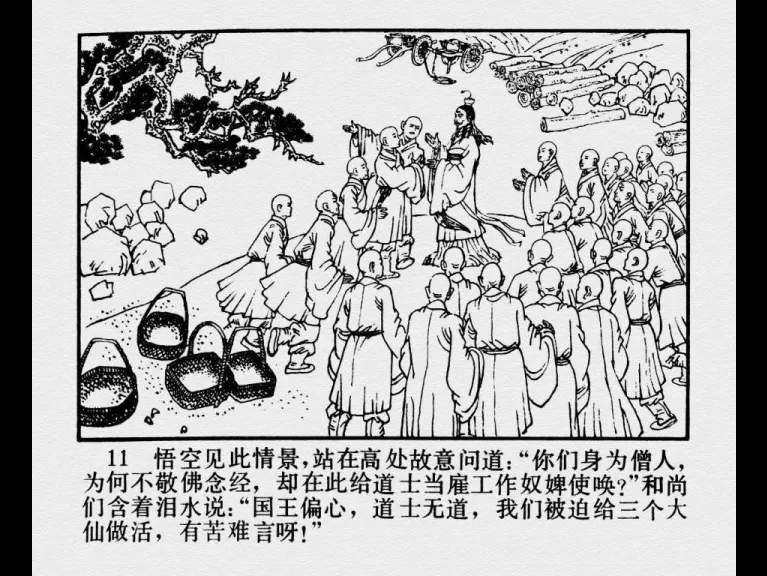 11 悟空见此情景，站在高处故意问道：“你们身为僧人，
为何不敬佛念经，却在此给道士当雇工作奴婢使唤？”和尚
们含着泪水说：“国王偏心，道士无道，我们被迫给三个大
仙做活，有苦难言呀！”